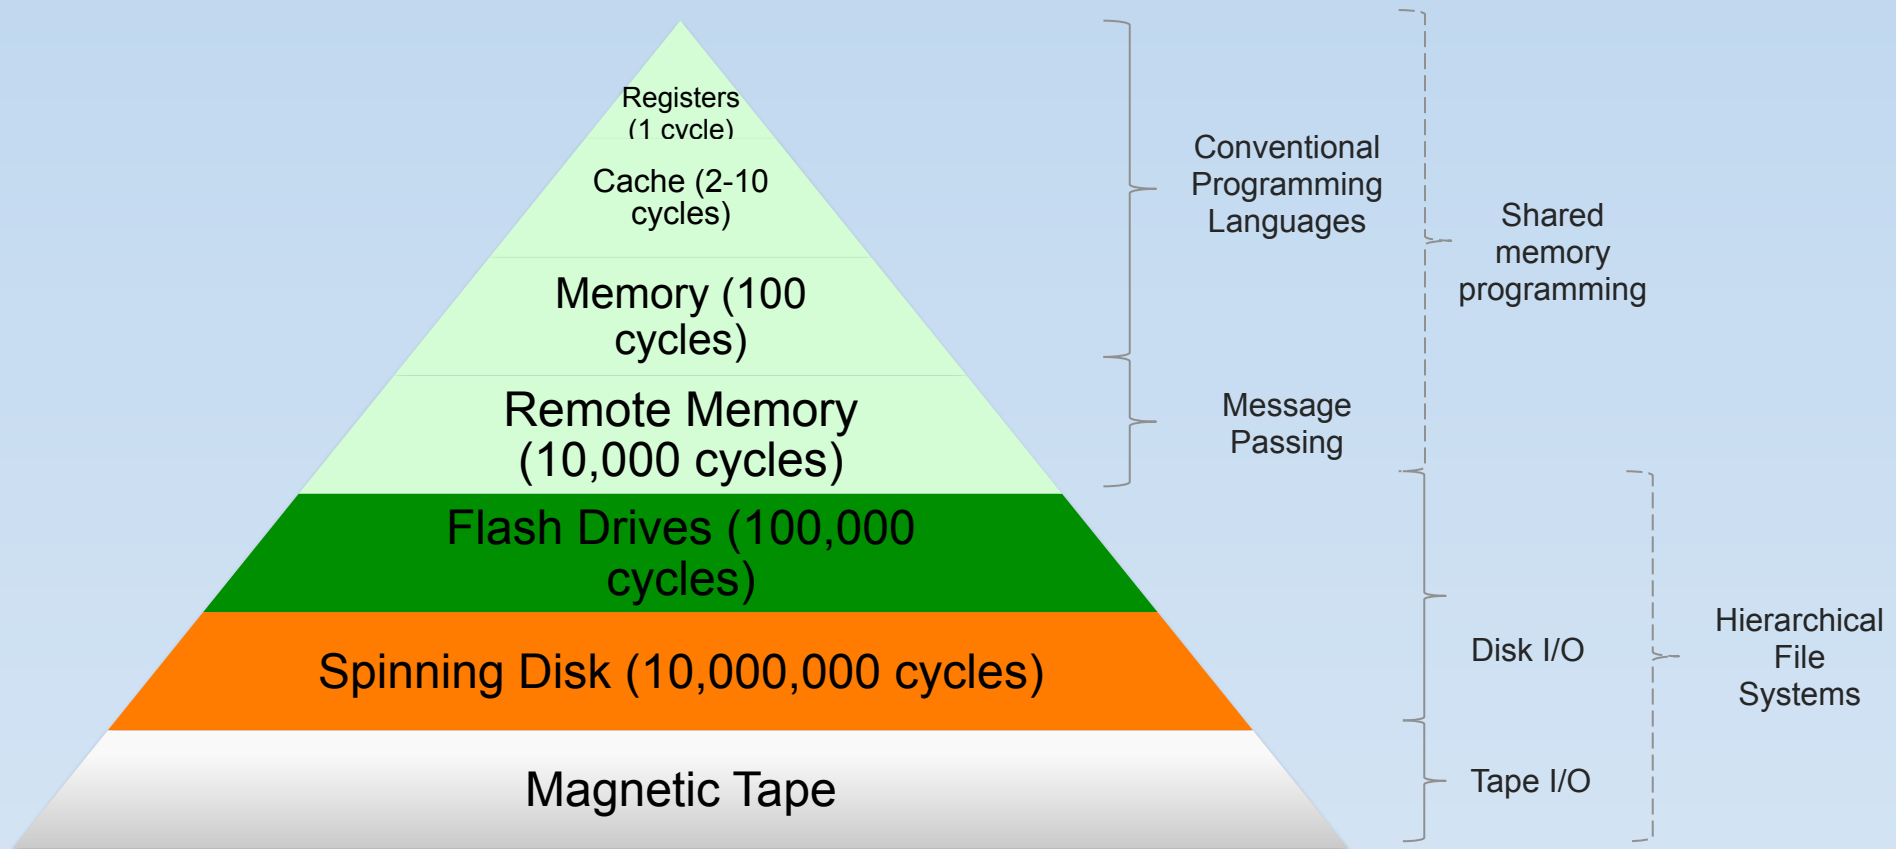 Registers
(1 cycle)
Cache (2-10
cycles)
Memory (100
cycles)
Remote Memory
(10,000 cycles)
Flash Drives (100,000
cycles)
Spinning Disk (10,000,000 cycles)
Magnetic Tape
Conventional
Programming
Languages
Message
Passing
Shared
memory
programming
Disk I/O
Tape I/O
Hierarchical
File
Systems